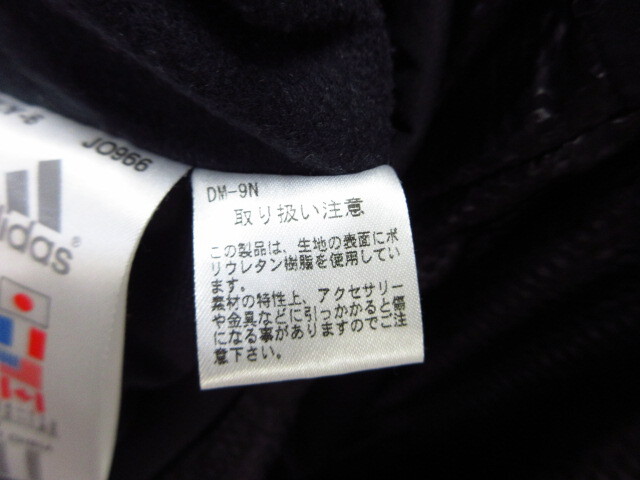 JO966
adidas
DM-9N
取り扱い注意
この製品は、生地の表面にポ
リウレタン樹脂を使用してい
ます。
素材の特性上、アクセサリー
や金具などに引っかかると傷
になる事がありますのでご注
意下さい。